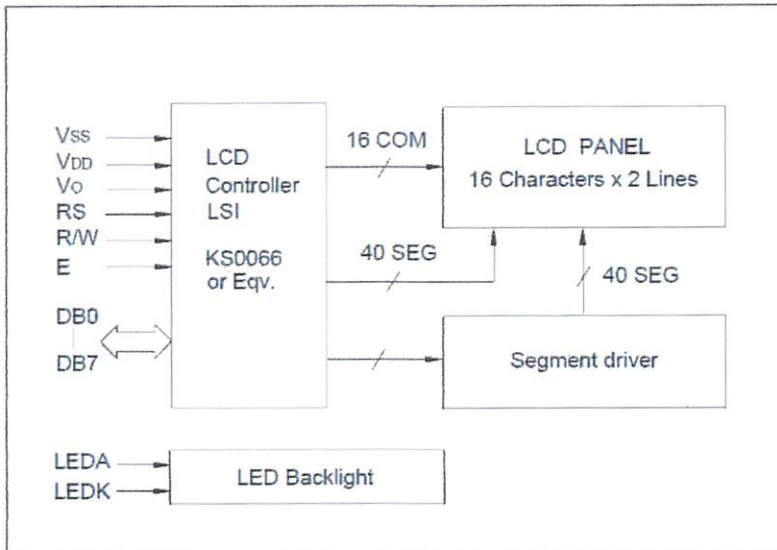 VSS
VDD
VO
RS
R/W
E
DB0
DB7
LCD
Controller
LSI
KS0066
or Eqv.
16 COM
40 SEG
LCD PANEL
16 Characters x 2 Lines
40 SEG
Segment driver
LEDA
LEDK
LED Backlight